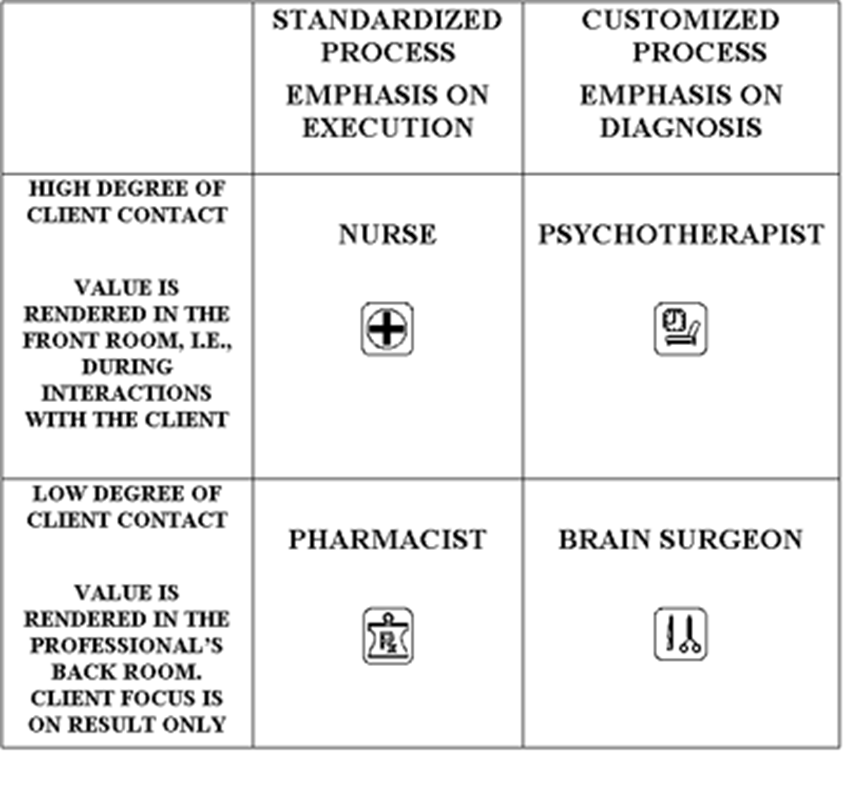 STANDARDIZED
PROCESS
EMPHASIS ON
EXECUTION
CUSTOMIZED
PROCESS
EMPHASIS ON
DIAGNOSIS
HIGH DEGREE OF
CLIENT CONTACT
VALUE IS
RENDERED IN THE
FRONT ROOM, I.E.,
DURING
INTERACTIONS
WITH THE CLIENT
NURSE
PSYCHOTHERAPIST
LOW DEGREE OF
CLIENT CONTACT
VALUE IS
RENDERED IN THE
PROFESSIONAL'S
BACK ROOM.
CLIENT FOCUS IS
ON RESULT ONLY
PHARMACIST
Rx
BRAIN SURGEON